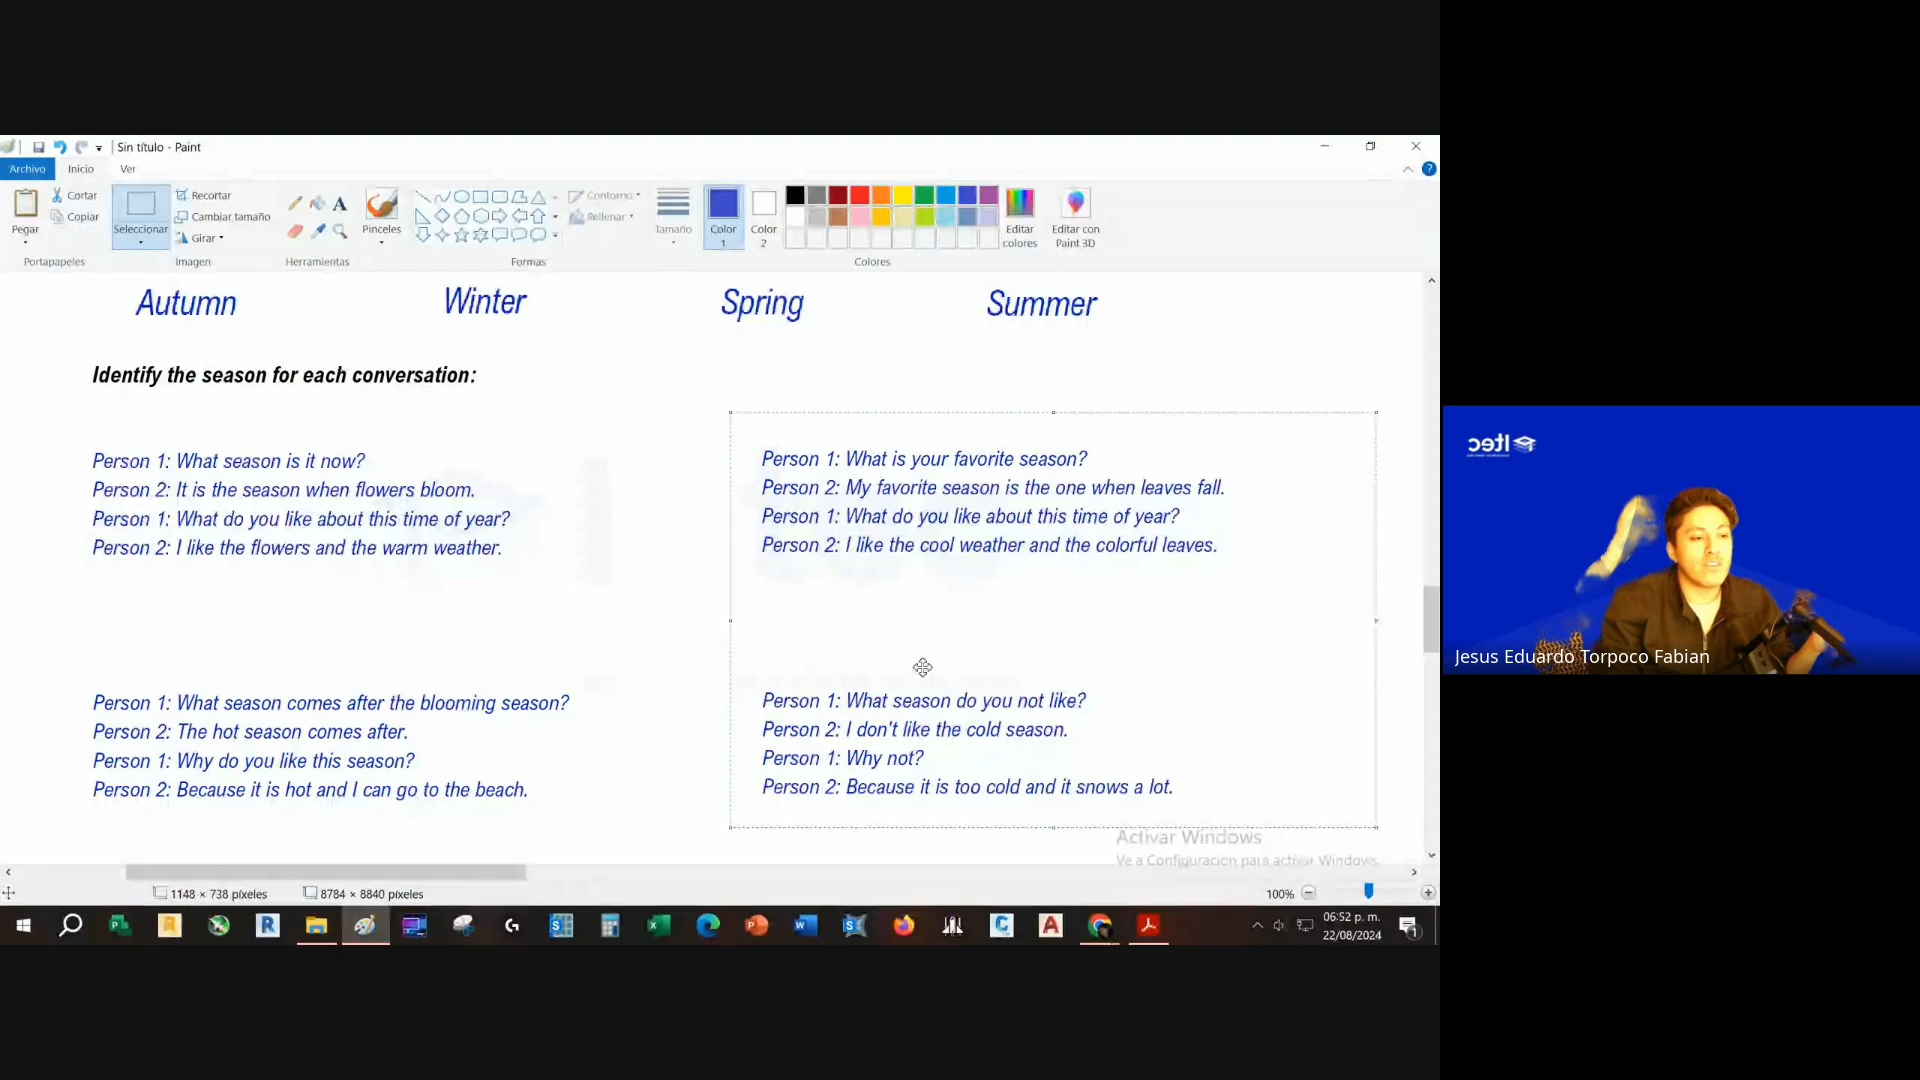 Sin título - Paint
Archivo Inicio Ver
Pegar
Cortar
Copiar
Portapapeles
Seleccionar
Recortar
Cambiar tamaño
Girar
Imagen
Herramientas
Pinceles
Formas
Contorno
Rellenar
Tamaño
Color 1
Color 2
Colores
Editar colores
Editar con Paint 3D
Autumn Winter Spring Summer
Identify the season for each conversation:
Person 1: What season is it now?
Person 2: It is the season when flowers bloom.
Person 1: What do you like about this time of year?
Person 2: I like the flowers and the warm weather.
Person 1: What is your favorite season?
Person 2: My favorite season is the one when leaves fall.
Person 1: What do you like about this time of year?
Person 2: I like the cool weather and the colorful leaves.
Person 1: What season comes after the blooming season?
Person 2: The hot season comes after.
Person 1: Why do you like this season?
Person 2: Because it is hot and I can go to the beach.
Person 1: What season do you not like?
Person 2: I don't like the cold season.
Person 1: Why not?
Person 2: Because it is too cold and it snows a lot.
Activar Windows
Ve a Configuración para activar Windows.
1148 × 738 píxeles
8784 × 8840 píxeles
100%
06:52 p. m.
22/08/2024
1
Itec
Jesus Eduardo Torpoco Fabian